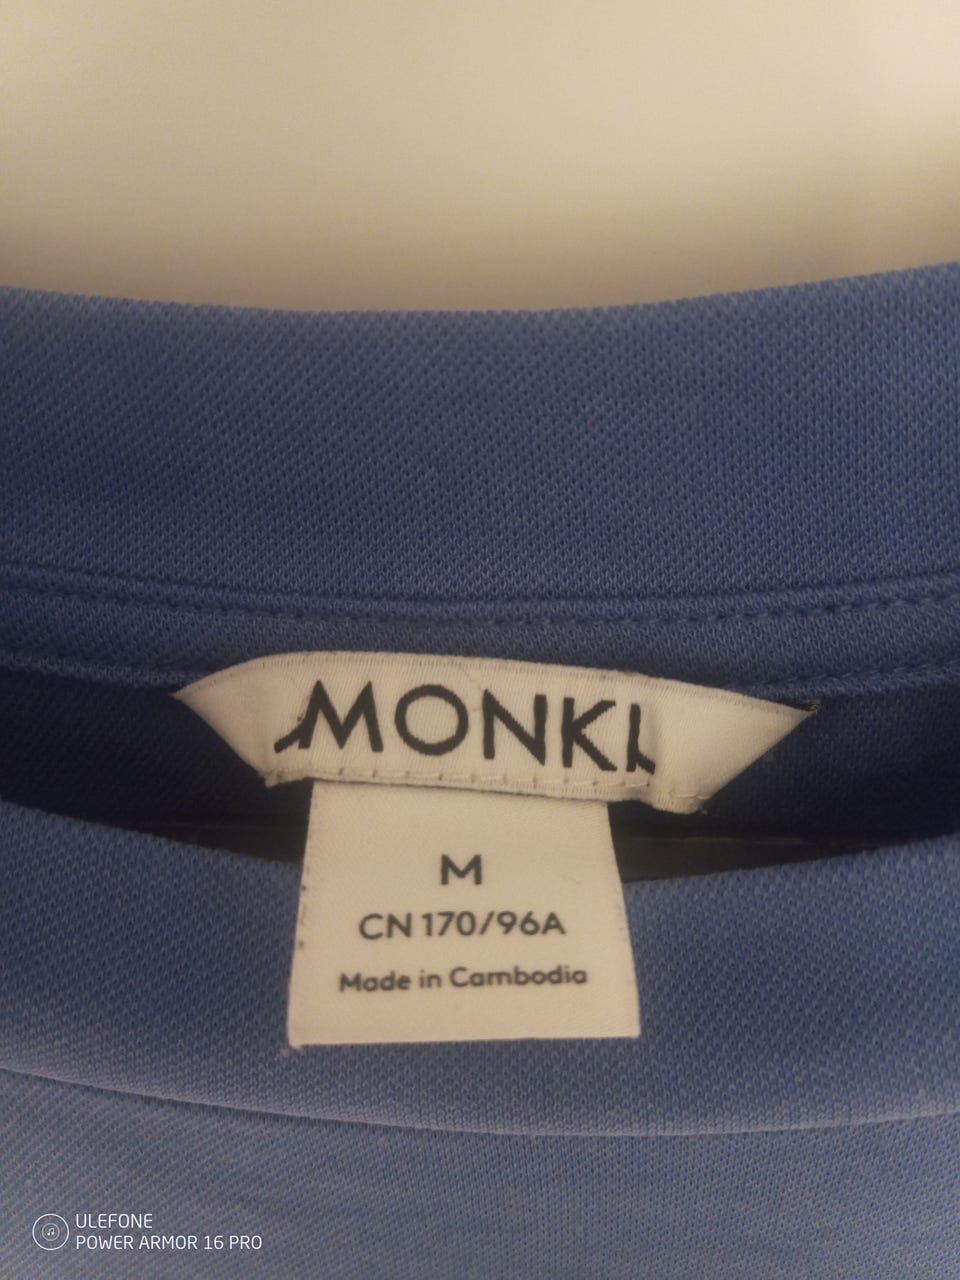 MONKI
M
CN 170/96A
Made in Cambodia
ULEFONE
POWER ARMOR 16 PRO